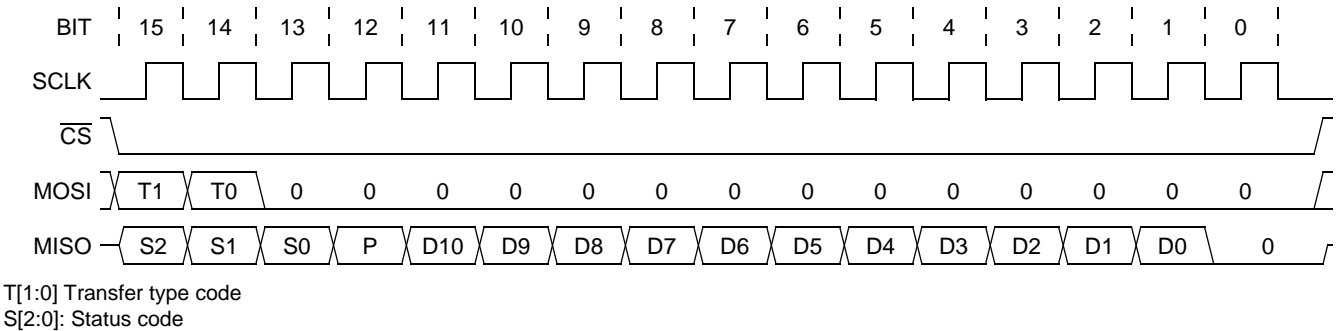 BIT 15 14 13 12 11 10 9 8 7 6 5 4 3 2 1 0
SCLK
CS
MOSI T1 T0 0 0 0 0 0 0 0 0 0 0 0 0 0 0
MISO S2 S1 S0 P D10 D9 D8 D7 D6 D5 D4 D3 D2 D1 D0 0
T[1:0] Transfer type code
S[2:0]: Status code